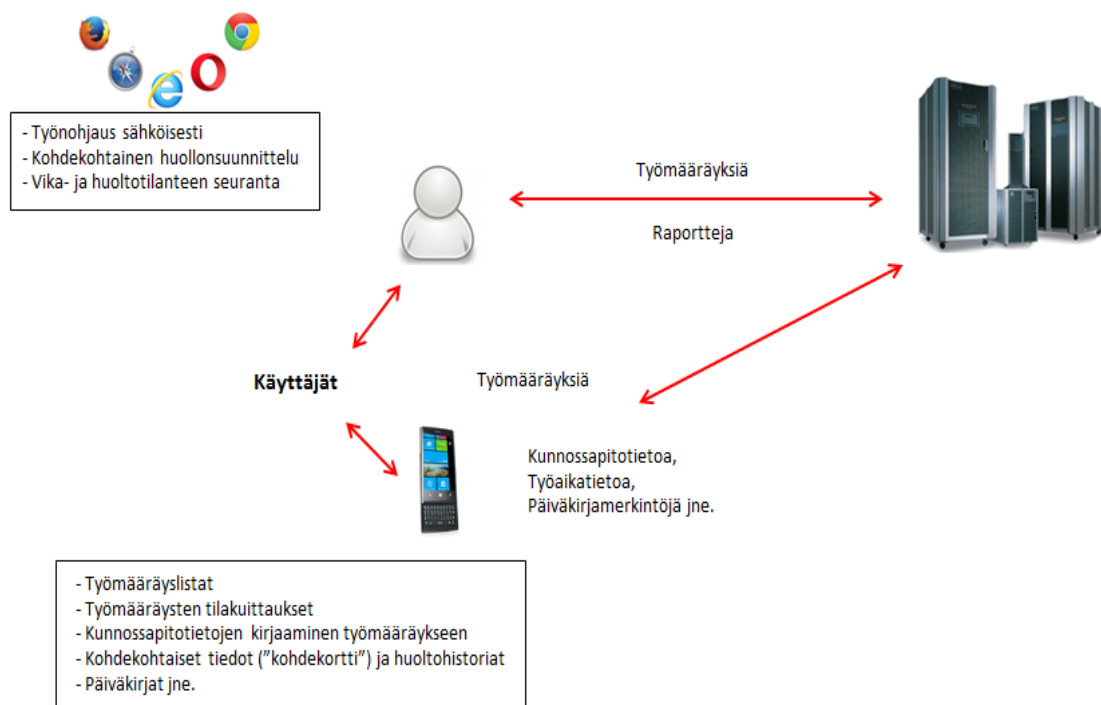 - Työnohjaus sähköisesti
- Kohdekohtainen huollonsuunnittelu
- Vika- ja huoltotilanteen seuranta
Työmääräyksiä
Raportteja
Käyttäjät
Työmääräyksiä
Kunnossapitotietoa,
Työaikatietoa,
Päiväkirjamerkintöjä jne.
- Työmääräyslistat
- Työmääräysten tilakuittaukset
- Kunnossapitotietojen kirjaaminen työmääräykseen
- Kohdekohtaiset tiedot (”kohdekortti”) ja huoltohistoriat
- Päiväkirjat jne.